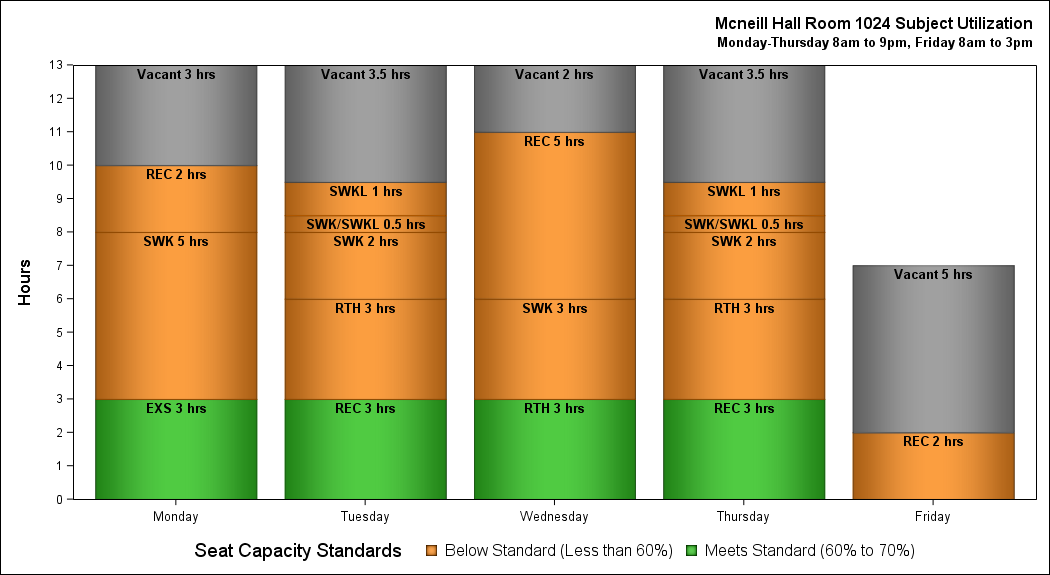 Mcneill Hall Room 1024 Subject Utilization
Monday-Thursday 8am to 9pm, Friday 8am to 3pm
Hours
13
12
11
10
9
8
7
6
5
4
3
2
1
0
Vacant 3 hrs
REC 2 hrs
SWK 5 hrs
EXS 3 hrs
Vacant 3.5 hrs
SWKL 1 hrs
SWK/SWKL 0.5 hrs
SWK 2 hrs
RTH 3 hrs
REC 3 hrs
Vacant 2 hrs
REC 5 hrs
SWK 3 hrs
RTH 3 hrs
Vacant 3.5 hrs
SWKL 1 hrs
SWK/SWKL 0.5 hrs
SWK 2 hrs
RTH 3 hrs
REC 3 hrs
Vacant 5 hrs
REC 2 hrs
Monday Tuesday Wednesday Thursday Friday
Seat Capacity Standards Below Standard (Less than 60%) Meets Standard (60% to 70%)